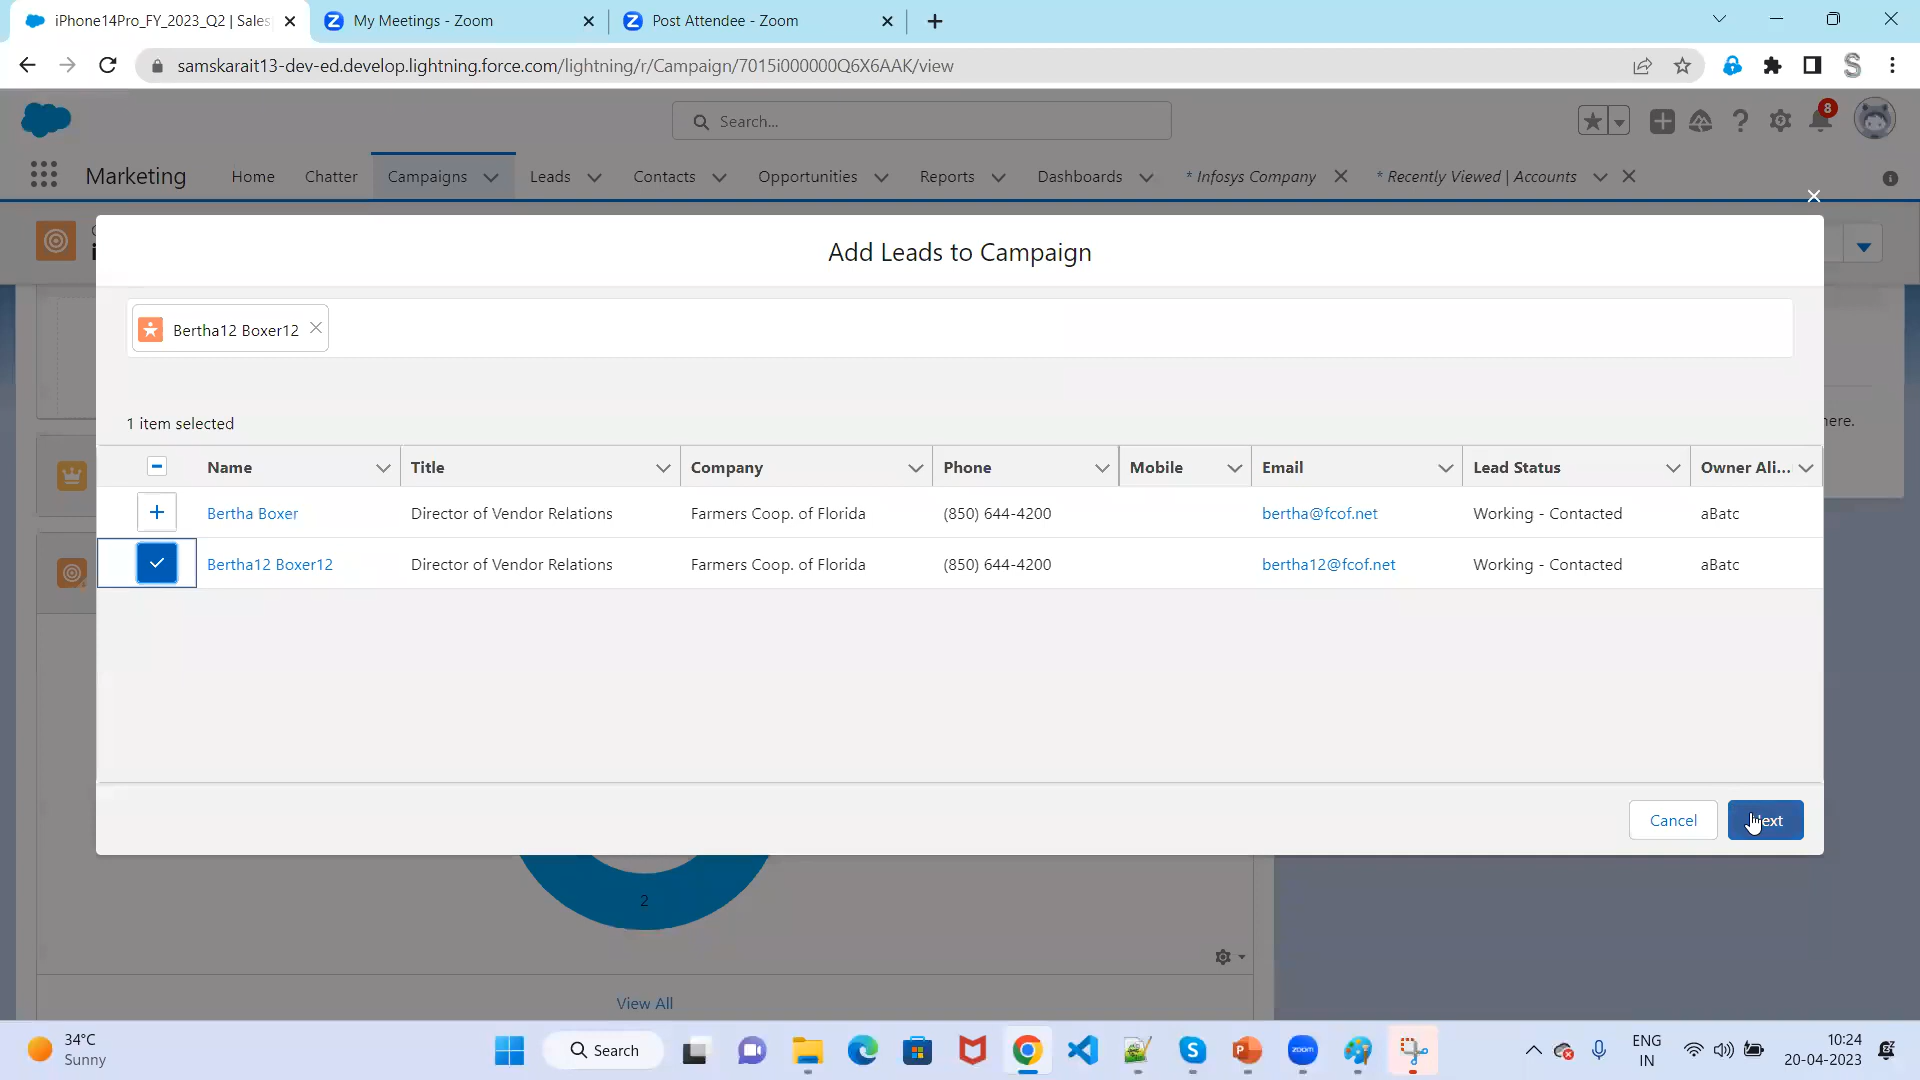 iPhone14Pro_FY_2023_Q2 | Sales
My Meetings - Zoom
Post Attendee - Zoom
samskarait13-dev-ed.develop.lightning.force.com/lightning/r/Campaign/7015i000000Q6X6AAK/view
Search...
8
Marketing
Home
Chatter
Campaigns
Leads
Contacts
Opportunities
Reports
Dashboards
* Infosys Company
* Recently Viewed | Accounts
Add Leads to Campaign
Bertha12 Boxer12
1 item selected
Name Title Company Phone Mobile Email Lead Status Owner Ali...
Bertha Boxer Director of Vendor Relations Farmers Coop. of Florida (850) 644-4200 bertha@fcof.net Working - Contacted aBatc
Bertha12 Boxer12 Director of Vendor Relations Farmers Coop. of Florida (850) 644-4200 bertha12@fcof.net Working - Contacted aBatc
here.
Cancel
Next
2
View All
34°C
Sunny
Search
zoom
ENG
IN
10:24
20-04-2023